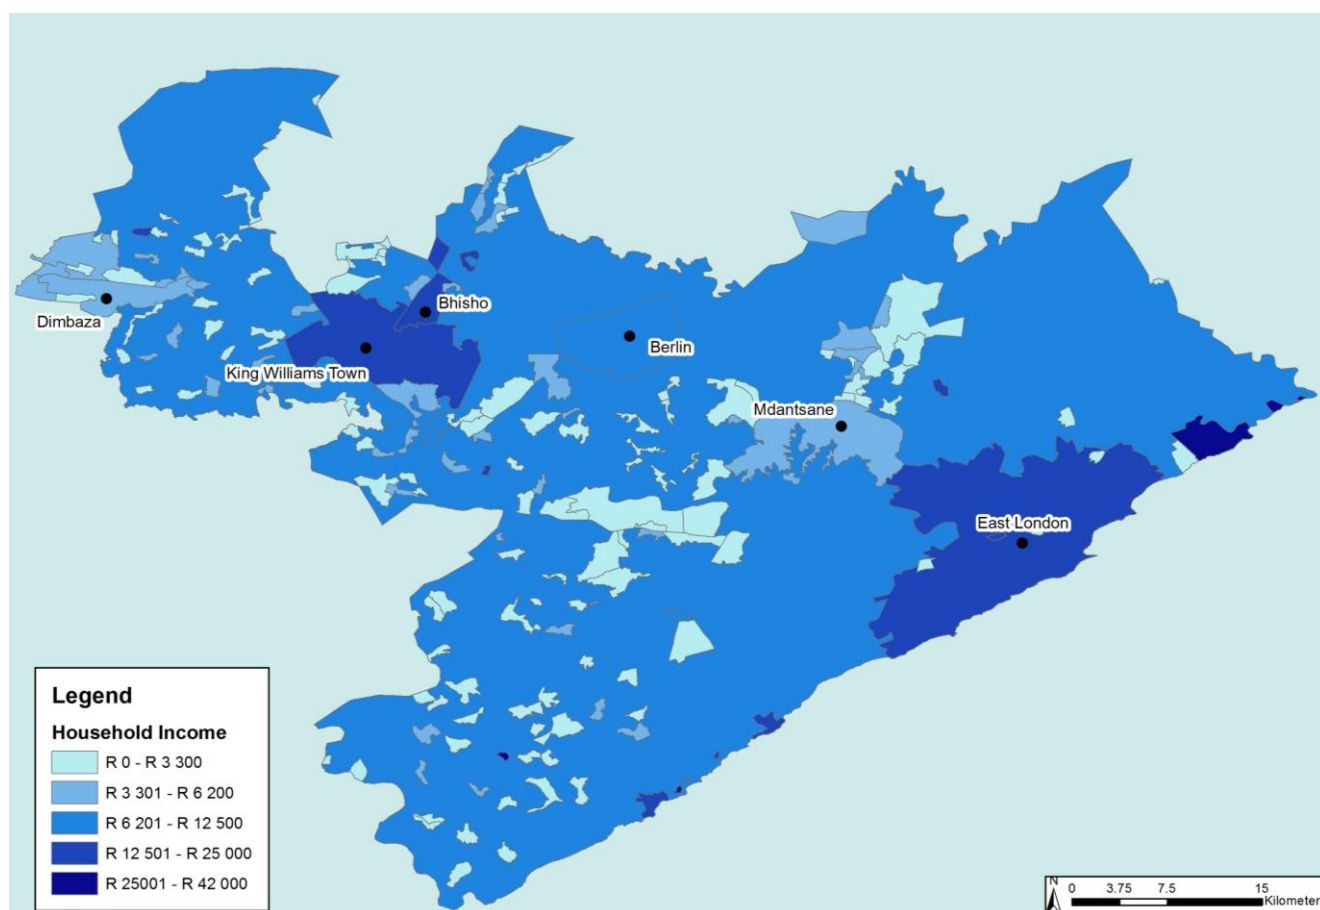 Bhisho
Dimbaza
Berlin
King Williams Town
Mdantsane
East London
Legend
Household Income
R 0 - R 3 300
R 3 301 - R 6 200
R 6 201 - R 12 500
R 12 501 - R 25 000
R 25001 - R 42 000
N
0 3.75 7.5 15
Kilometer